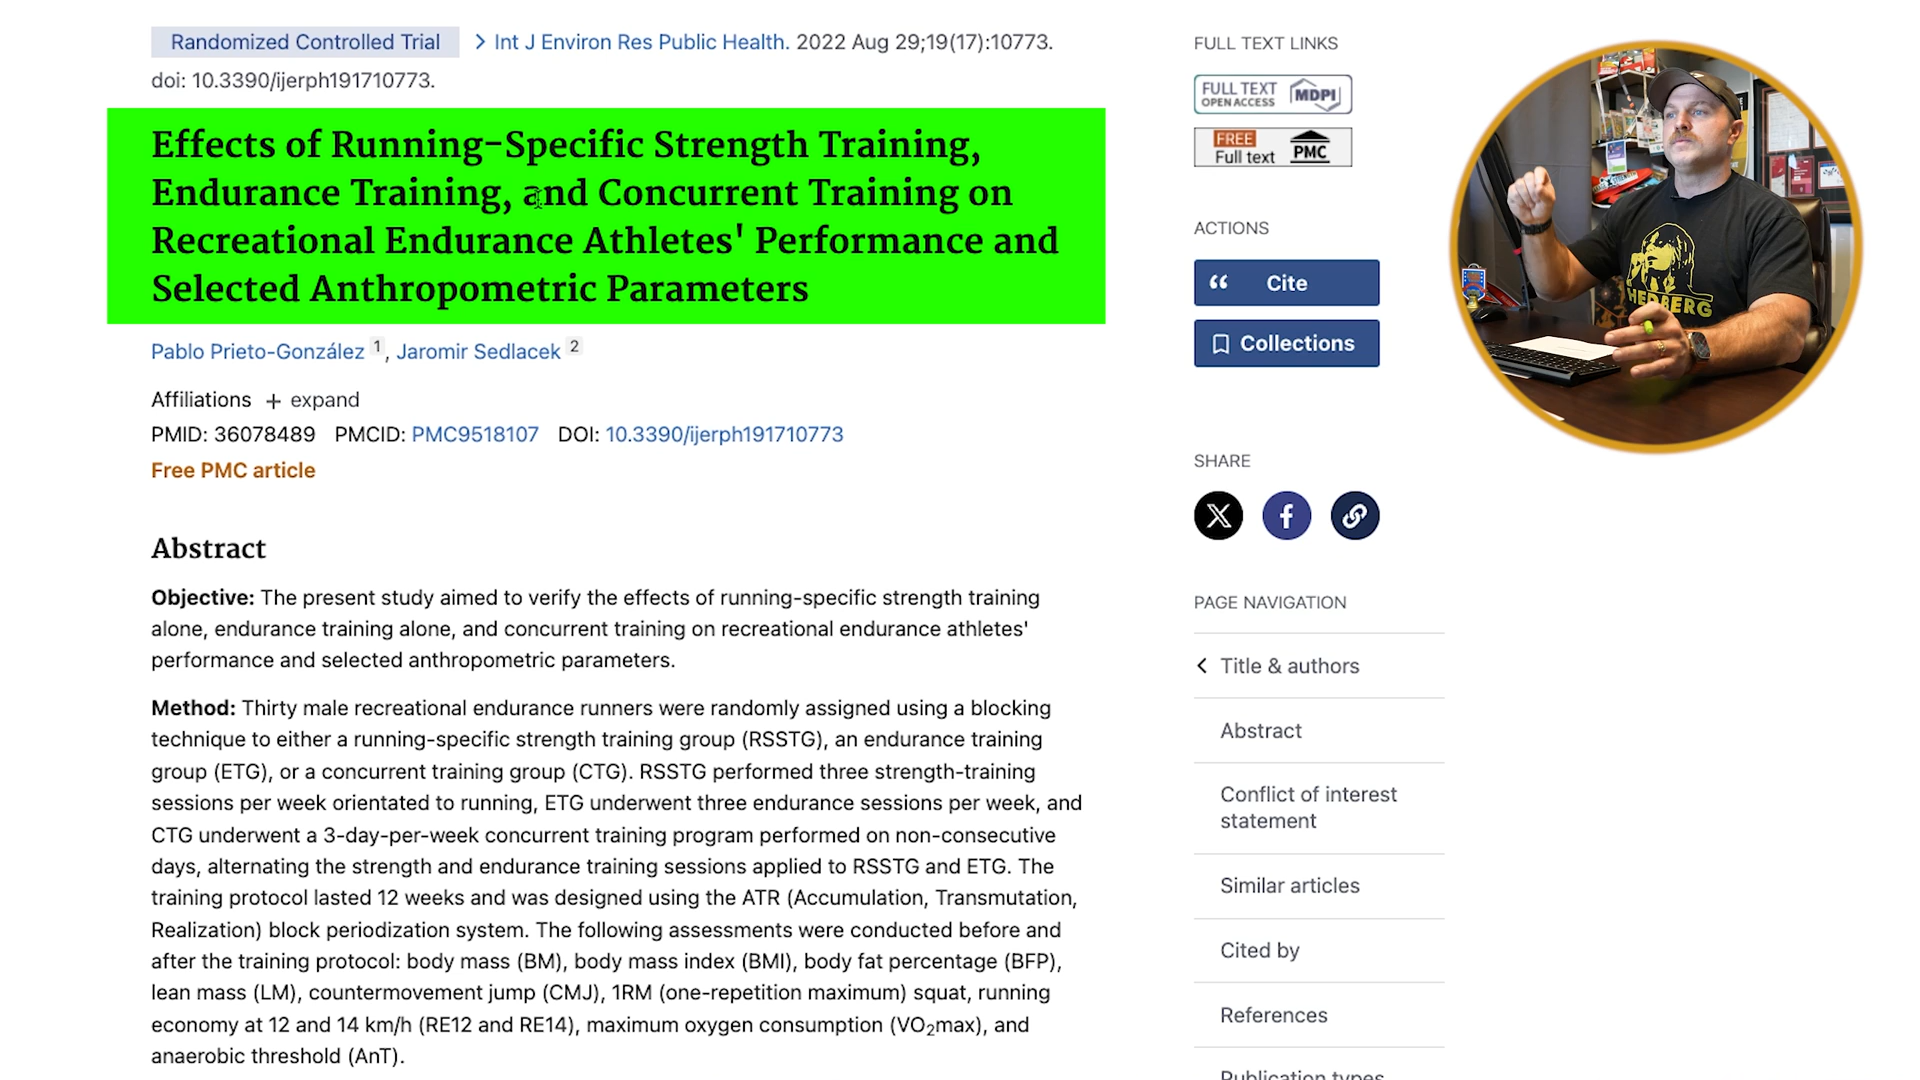 Randomized Controlled Trial > Int J Environ Res Public Health. 2022 Aug 29;19(17):10773.
doi: 10.3390/ijerph191710773.
Effects of Running-Specific Strength Training,
Endurance Training, and Concurrent Training on
Recreational Endurance Athletes' Performance and
Selected Anthropometric Parameters
Pablo Prieto-González 1, Jaromir Sedlacek 2
Affiliations + expand
PMID: 36078489 PMCID: PMC9518107 DOI: 10.3390/ijerph191710773
Free PMC article
Abstract
Objective: The present study aimed to verify the effects of running-specific strength training
alone, endurance training alone, and concurrent training on recreational endurance athletes'
performance and selected anthropometric parameters.
Method: Thirty male recreational endurance runners were randomly assigned using a blocking
technique to either a running-specific strength training group (RSSTG), an endurance training
group (ETG), or a concurrent training group (CTG). RSSTG performed three strength-training
sessions per week orientated to running, ETG underwent three endurance sessions per week, and
CTG underwent a 3-day-per-week concurrent training program performed on non-consecutive
days, alternating the strength and endurance training sessions applied to RSSTG and ETG. The
training protocol lasted 12 weeks and was designed using the ATR (Accumulation, Transmutation,
Realization) block periodization system. The following assessments were conducted before and
after the training protocol: body mass (BM), body mass index (BMI), body fat percentage (BFP),
lean mass (LM), countermovement jump (CMJ), 1RM (one-repetition maximum) squat, running
economy at 12 and 14 km/h (RE12 and RE14), maximum oxygen consumption (VO₂max), and
anaerobic threshold (AnT).
FULL TEXT LINKS
FULL TEXT
OPEN ACCESS
MDPI
FREE
Full text
PMC
ACTIONS
Cite
Collections
SHARE
PAGE NAVIGATION
Title & authors
Abstract
Conflict of interest
statement
Similar articles
Cited by
References
Publication types
HEDBERG